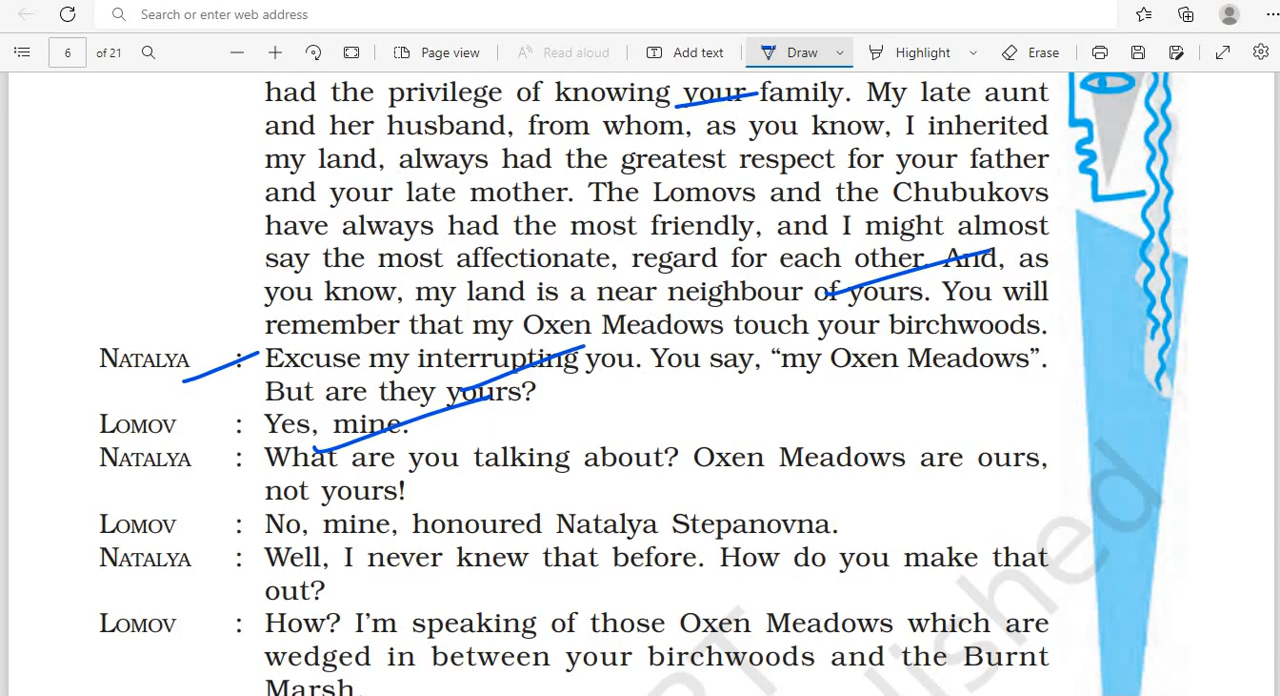 Search or enter web address
6 of 21 Page view Read aloud Add text Draw Highlight Erase
had the privilege of knowing your family. My late aunt
and her husband, from whom, as you know, I inherited
my land, always had the greatest respect for your father
and your late mother. The Lomovs and the Chubukovs
have always had the most friendly, and I might almost
say the most affectionate, regard for each other. And, as
you know, my land is a near neighbour of yours. You will
remember that my Oxen Meadows touch your birchwoods.
NATALYA : Excuse my interrupting you. You say, “my Oxen Meadows”.
But are they yours?
LOMOV : Yes, mine.
NATALYA : What are you talking about? Oxen Meadows are ours,
not yours!
LOMOV : No, mine, honoured Natalya Stepanovna.
NATALYA : Well, I never knew that before. How do you make that
out?
LOMOV : How? I’m speaking of those Oxen Meadows which are
wedged in between your birchwoods and the Burnt
Marsh.